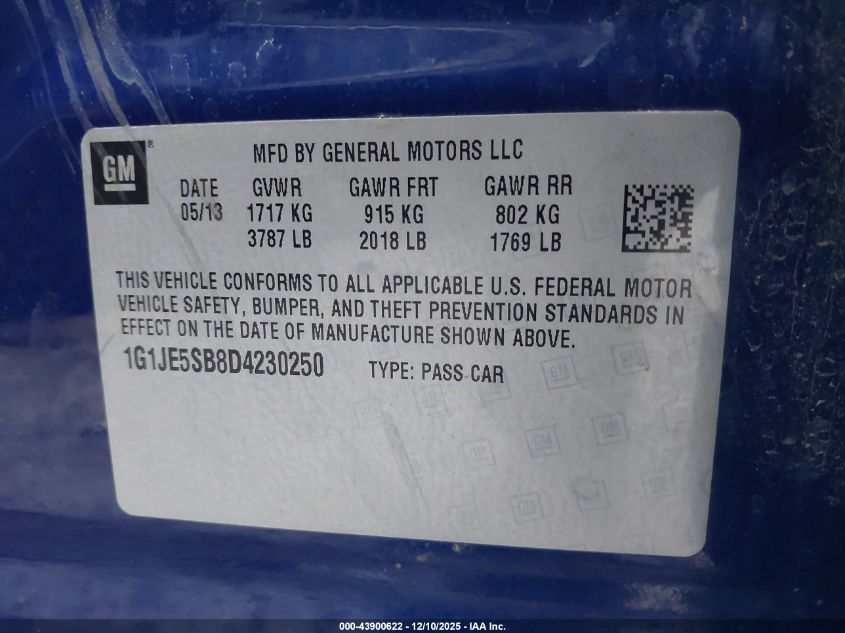 GM®
MFD BY GENERAL MOTORS LLC
DATE GVWR GAWR FRT GAWR RR
05/13 1717 KG 915 KG 802 KG
3787 LB 2018 LB 1769 LB
THIS VEHICLE CONFORMS TO ALL APPLICABLE U.S. FEDERAL MOTOR
VEHICLE SAFETY, BUMPER, AND THEFT PREVENTION STANDARDS IN
EFFECT ON THE DATE OF MANUFACTURE SHOWN ABOVE.
1G1JE5SB8D4230250 TYPE: PASS CAR
000-43900622 - 12/10/2025 - IAA Inc.